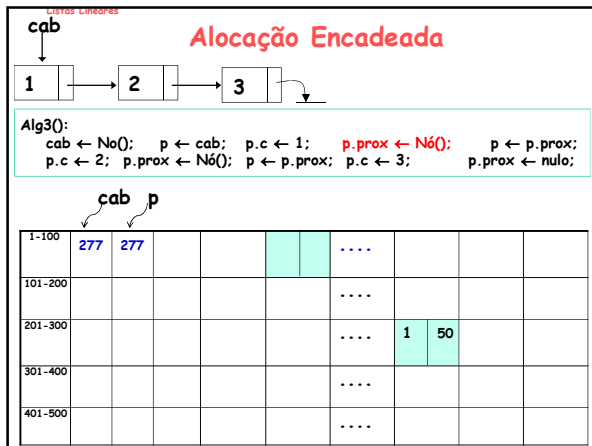 Listas Lineares
cab
Alocação Encadeada
1 2 3
Alg3():
cab ← No(); p ← cab; p.c ← 1; p.prox ← Nó(); p ← p.prox;
p.c ← 2; p.prox ← Nó(); p ← p.prox; p.c ← 3; p.prox ← nulo;
cab p
1-100 277 277 ....
101-200 ....
201-300 .... 1 50
301-400 ....
401-500 ....